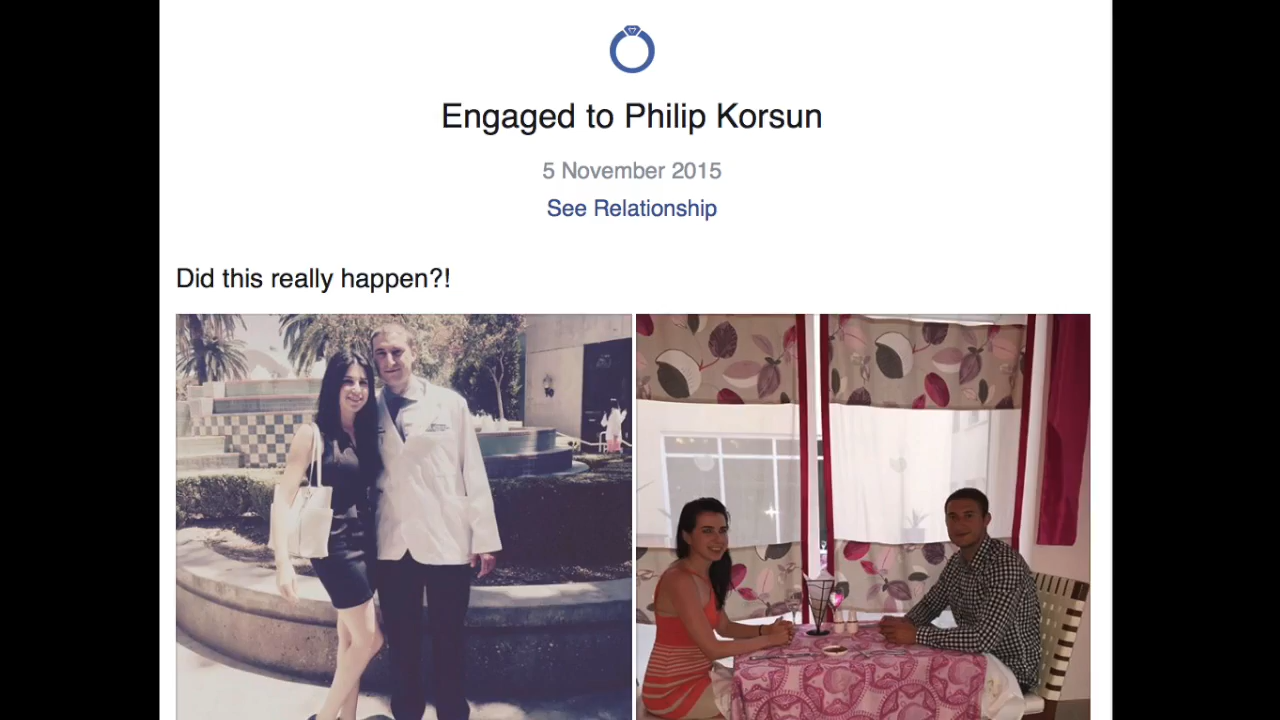 Engaged to Philip Korsun
5 November 2015
See Relationship
Did this really happen?!